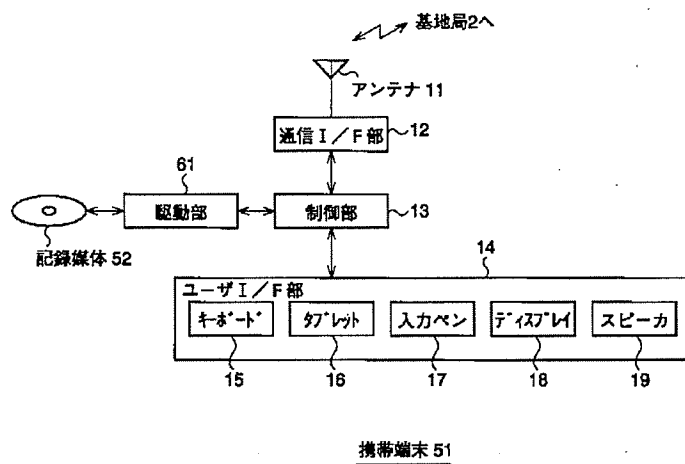 基地局2へ
アンテナ 11
通信Ｉ／Ｆ部
12
61
駆動部
制御部
13
記録媒体 52
14
ユーザＩ／Ｆ部
ｷｰﾎﾞｰﾄﾞ
ﾀﾌﾞﾚｯﾄ
入力ペン
ﾃﾞｨｽﾌﾟﾚｲ
スピーカ
15
16
17
18
19
携帯端末 51